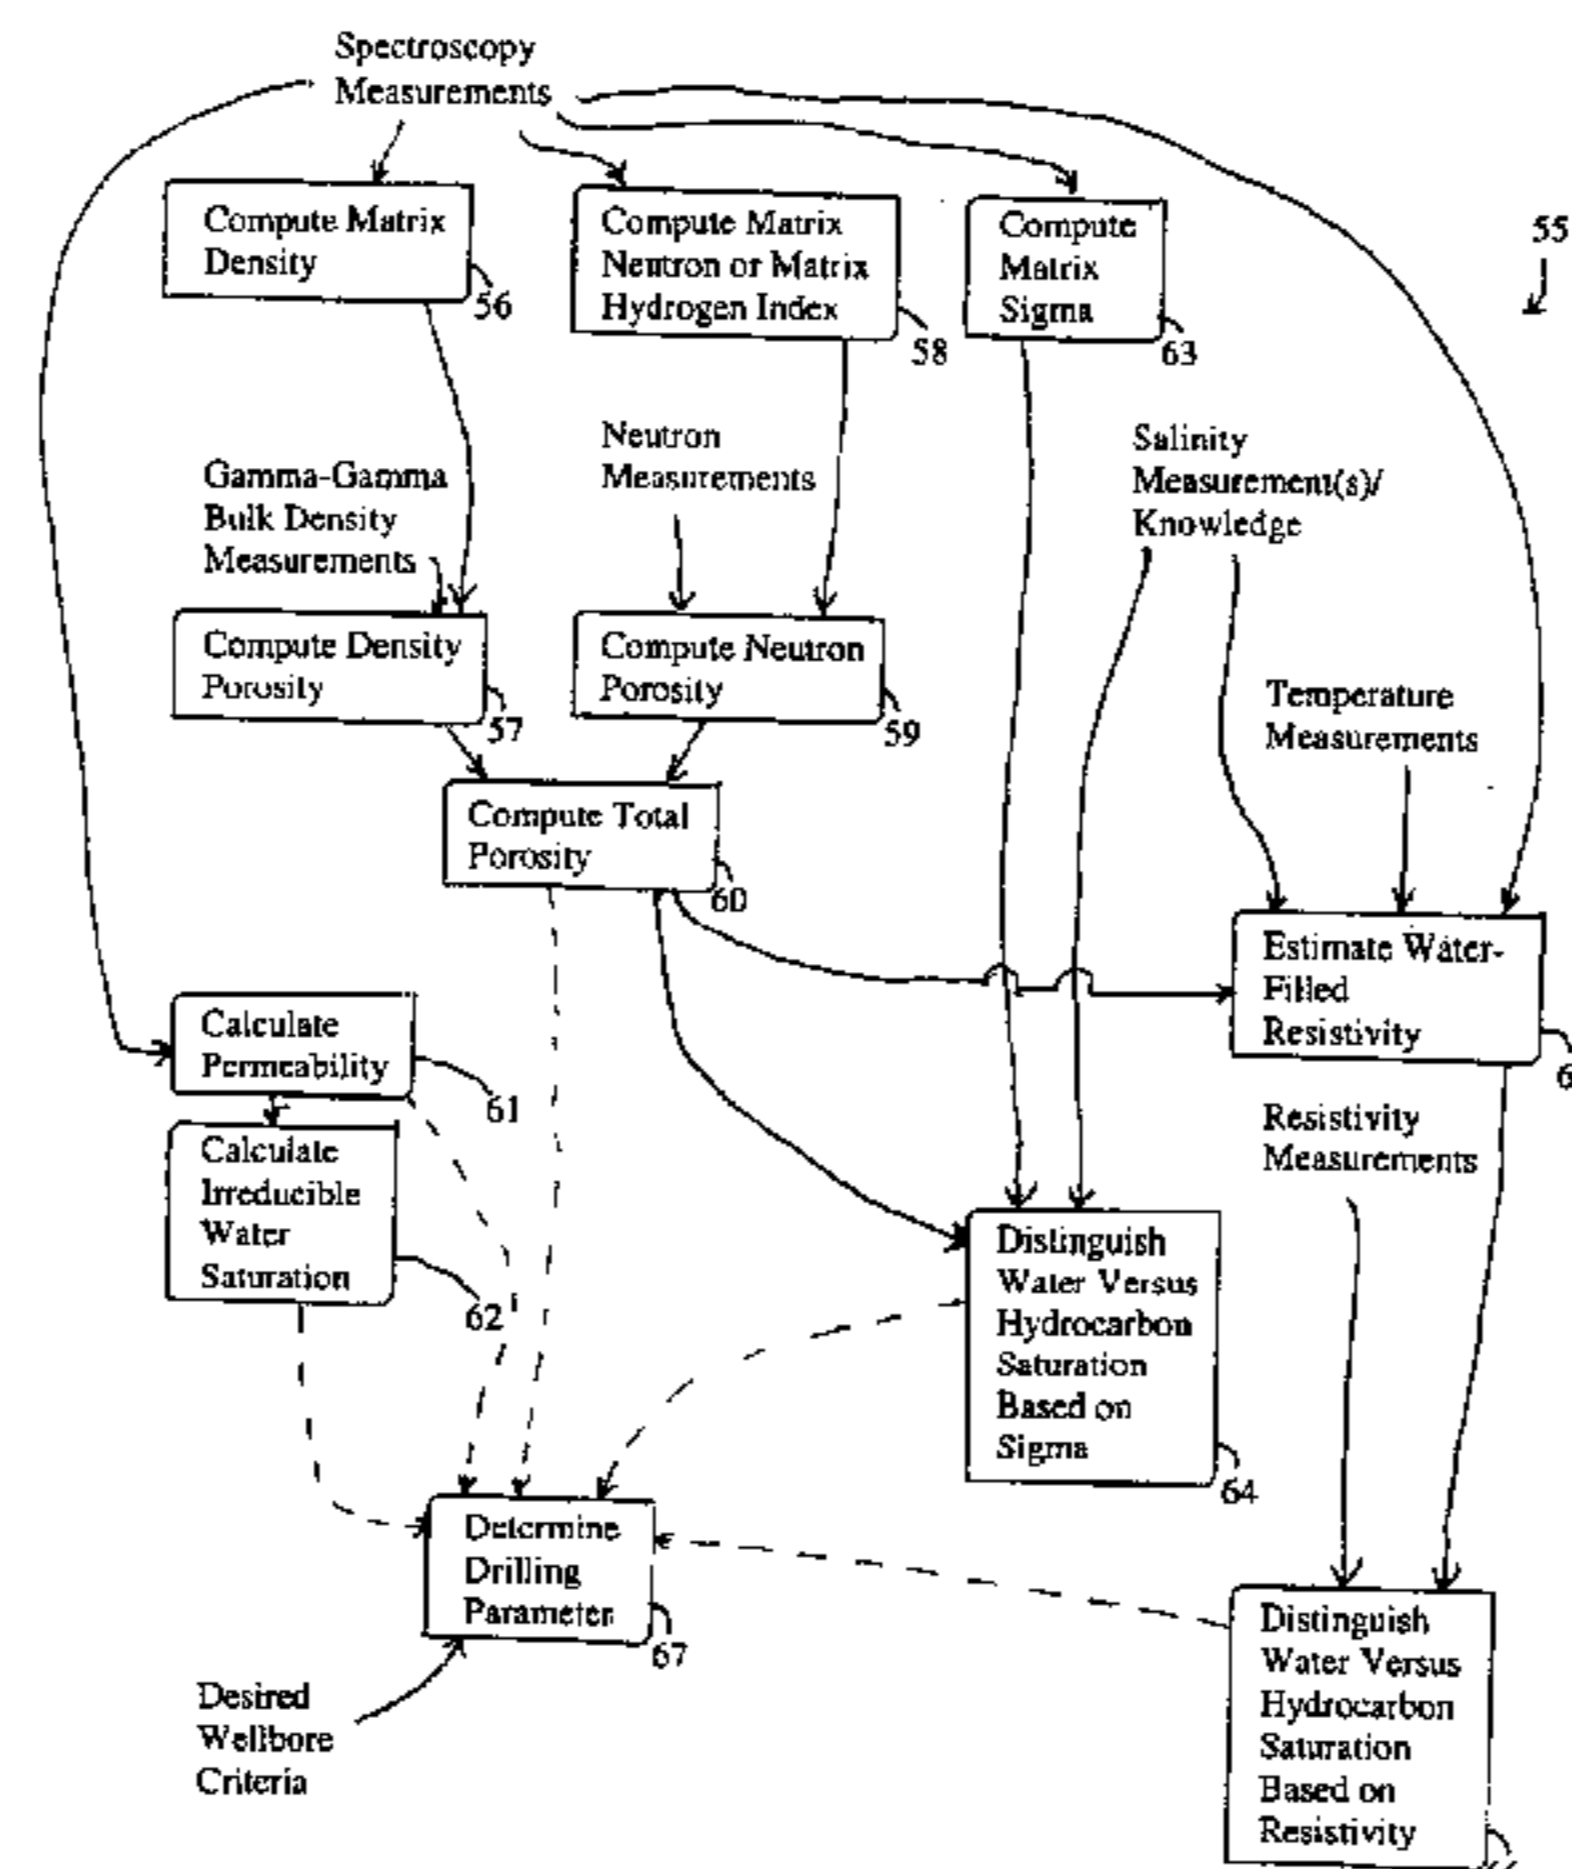 Spectroscopy
Measurements
Compute Matrix
Density
56
Compute Matrix
Neutron or Matrix
Hydrogen Index
58
Compute
Matrix
Sigma
63
55
Gamma-Gamma
Bulk Density
Measurements
Neutron
Measurements
Salinity
Measurement(s)/
Knowledge
Compute Density
Porosity
57
Compute Neutron
Porosity
59
Temperature
Measurements
Compute Total
Porosity
60
Estimate Water-
Filled
Resistivity
6
Calculate
Permeability
61
Resistivity
Measurements
Calculate
Irreducible
Water
Saturation
62
Distinguish
Water Versus
Hydrocarbon
Saturation
Based on
Sigma
64
Determine
Drilling
Parameter
67
Distinguish
Water Versus
Hydrocarbon
Saturation
Based on
Resistivity
Desired
Wellbore
Criteria